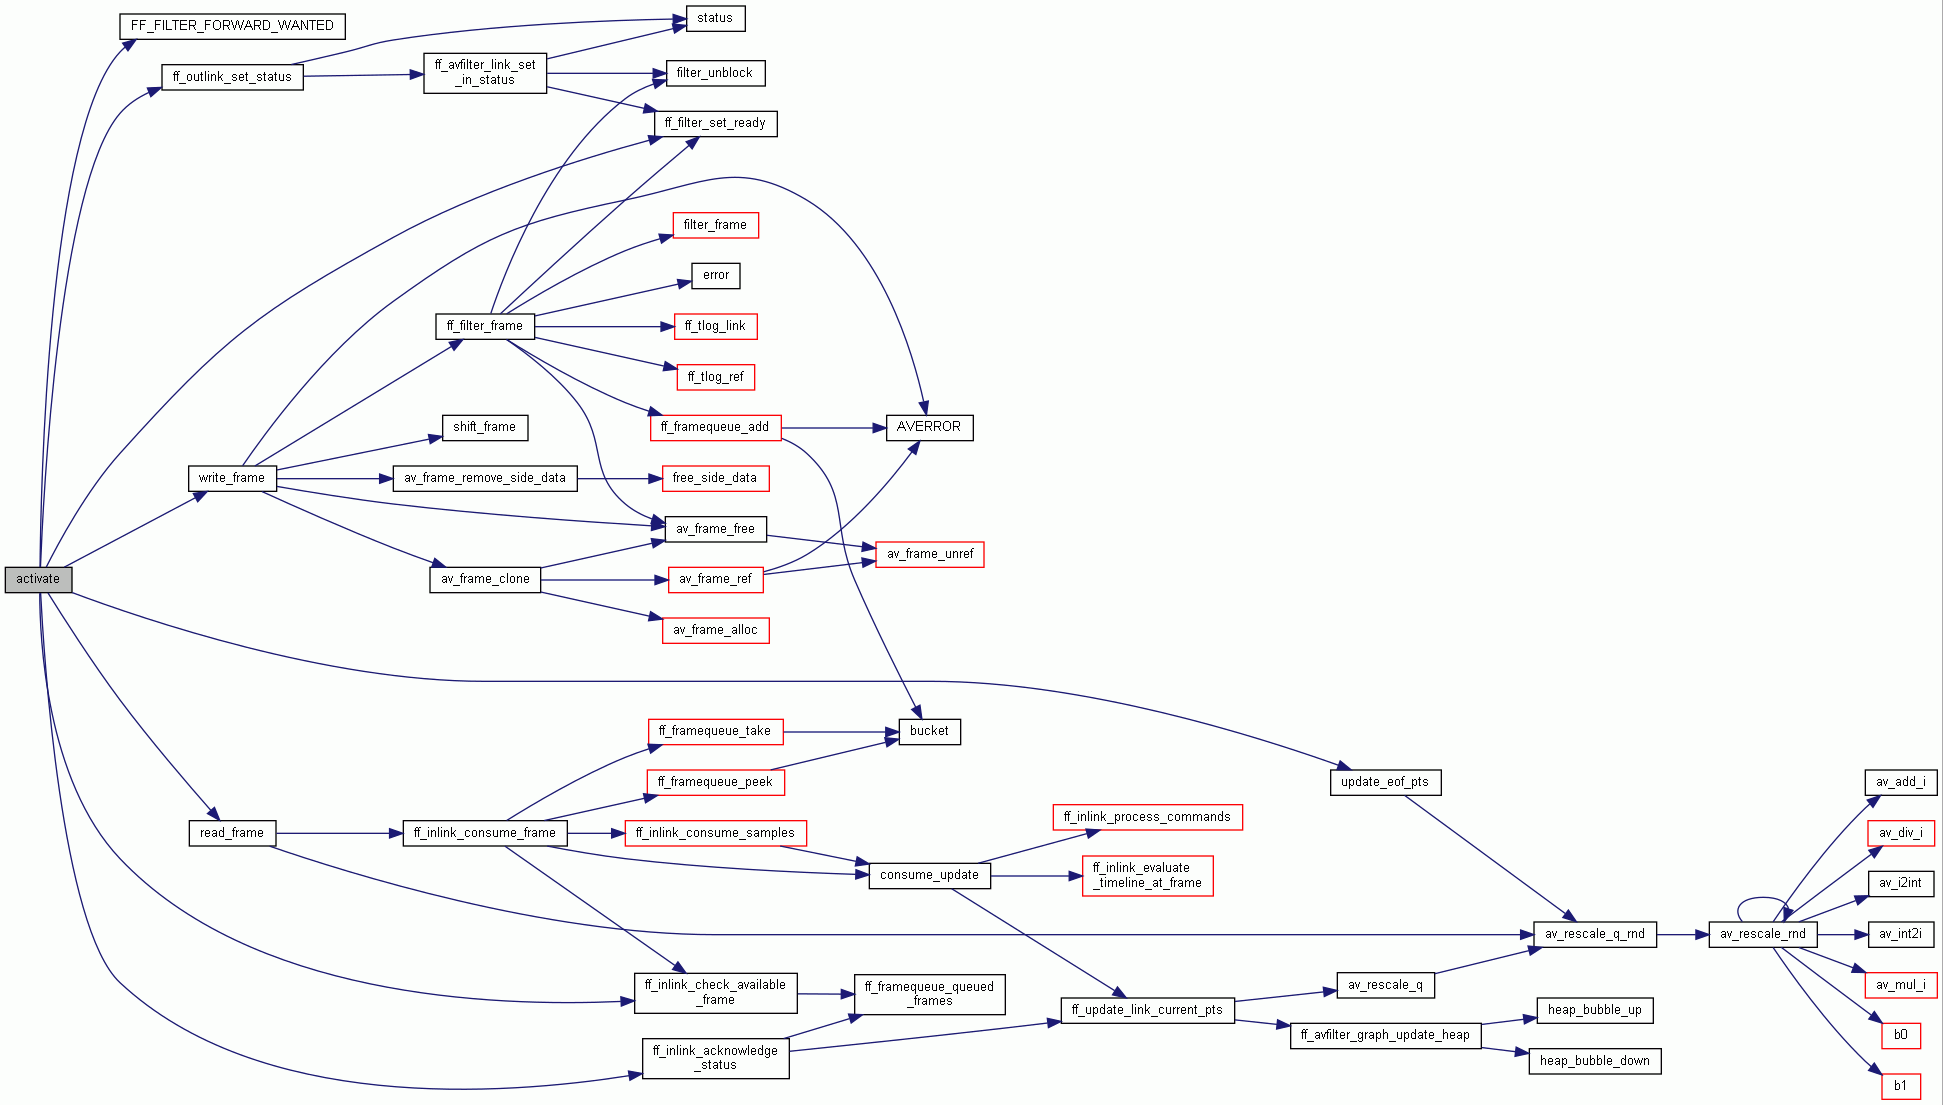 FF_FILTER_FORWARD_WANTED
status
ff_outlink_set_status
ff_avfilter_link_set
_in_status
filter_unblock
ff_filter_set_ready
filter_frame
error
ff_filter_frame
ff_tlog_link
ff_tlog_ref
shift_frame
ff_framequeue_add
AVERROR
write_frame
av_frame_remove_side_data
free_side_data
av_frame_free
av_frame_unref
activate
av_frame_clone
av_frame_ref
av_frame_alloc
ff_framequeue_take
bucket
ff_framequeue_peek
update_eof_pts
av_add_i
ff_inlink_process_commands
read_frame
ff_inlink_consume_frame
ff_inlink_consume_samples
av_div_i
consume_update
ff_inlink_evaluate
_timeline_at_frame
av_i2int
av_rescale_q_rnd
av_rescale_rnd
av_int2i
ff_inlink_check_available
_frame
ff_framequeue_queued
_frames
av_rescale_q
av_mul_i
ff_update_link_current_pts
heap_bubble_up
ff_avfilter_graph_update_heap
b0
ff_inlink_acknowledge
_status
heap_bubble_down
b1